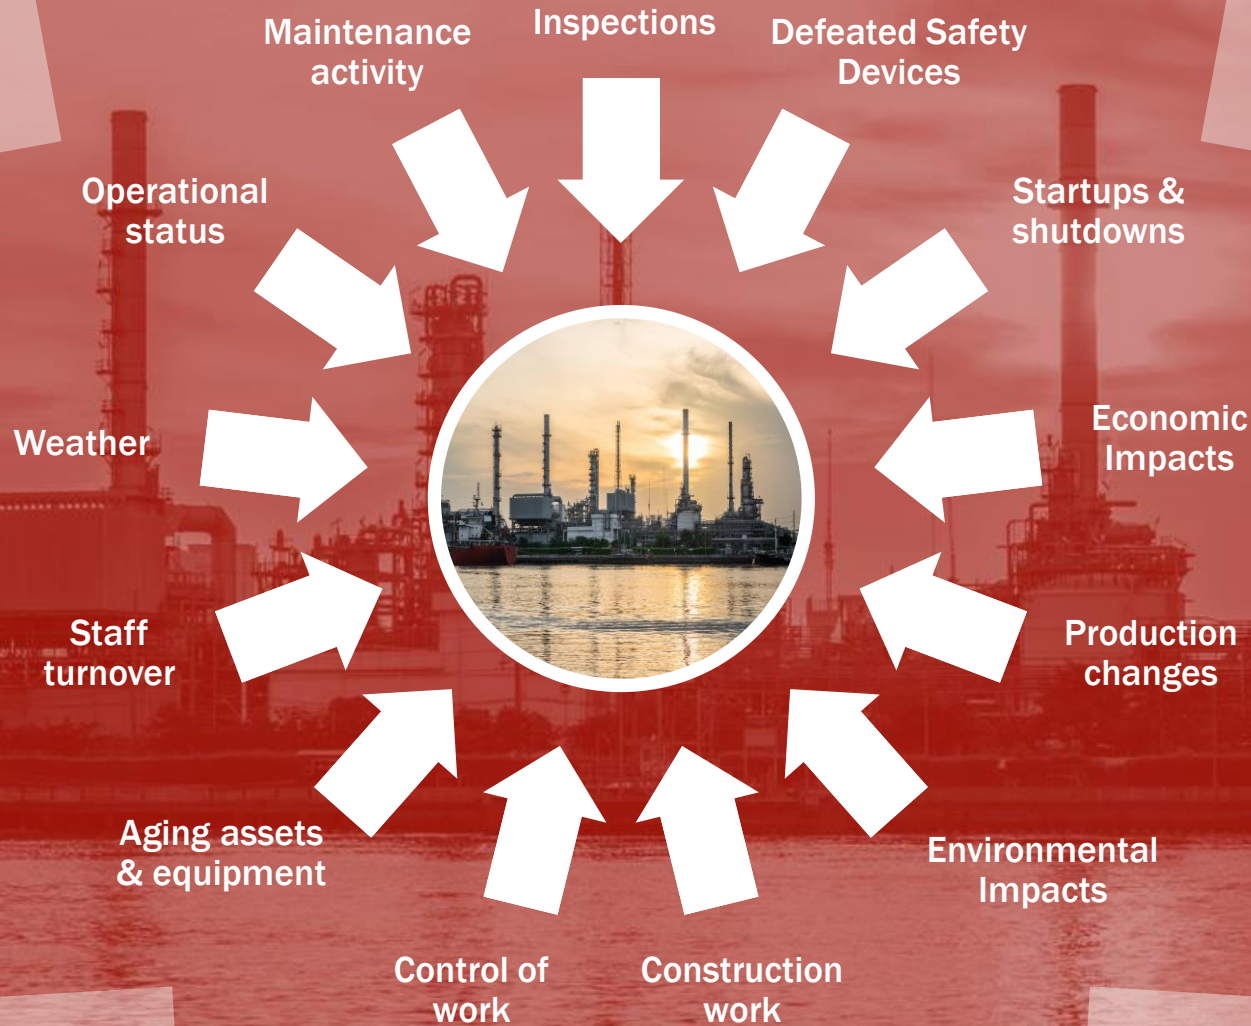 Inspections
Defeated Safety
Devices
Startups &
shutdowns
Economic
Impacts
Production
changes
Environmental
Impacts
Construction
work
Control of
work
Aging assets
& equipment
Staff
turnover
Weather
Operational
status
Maintenance
activity